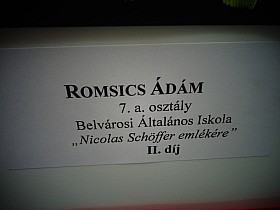 ROMSICS ÁDÁM
7. a. osztály
Belvárosi Általános Iskola
„Nicolas Schöffer emlékére”
II. díj